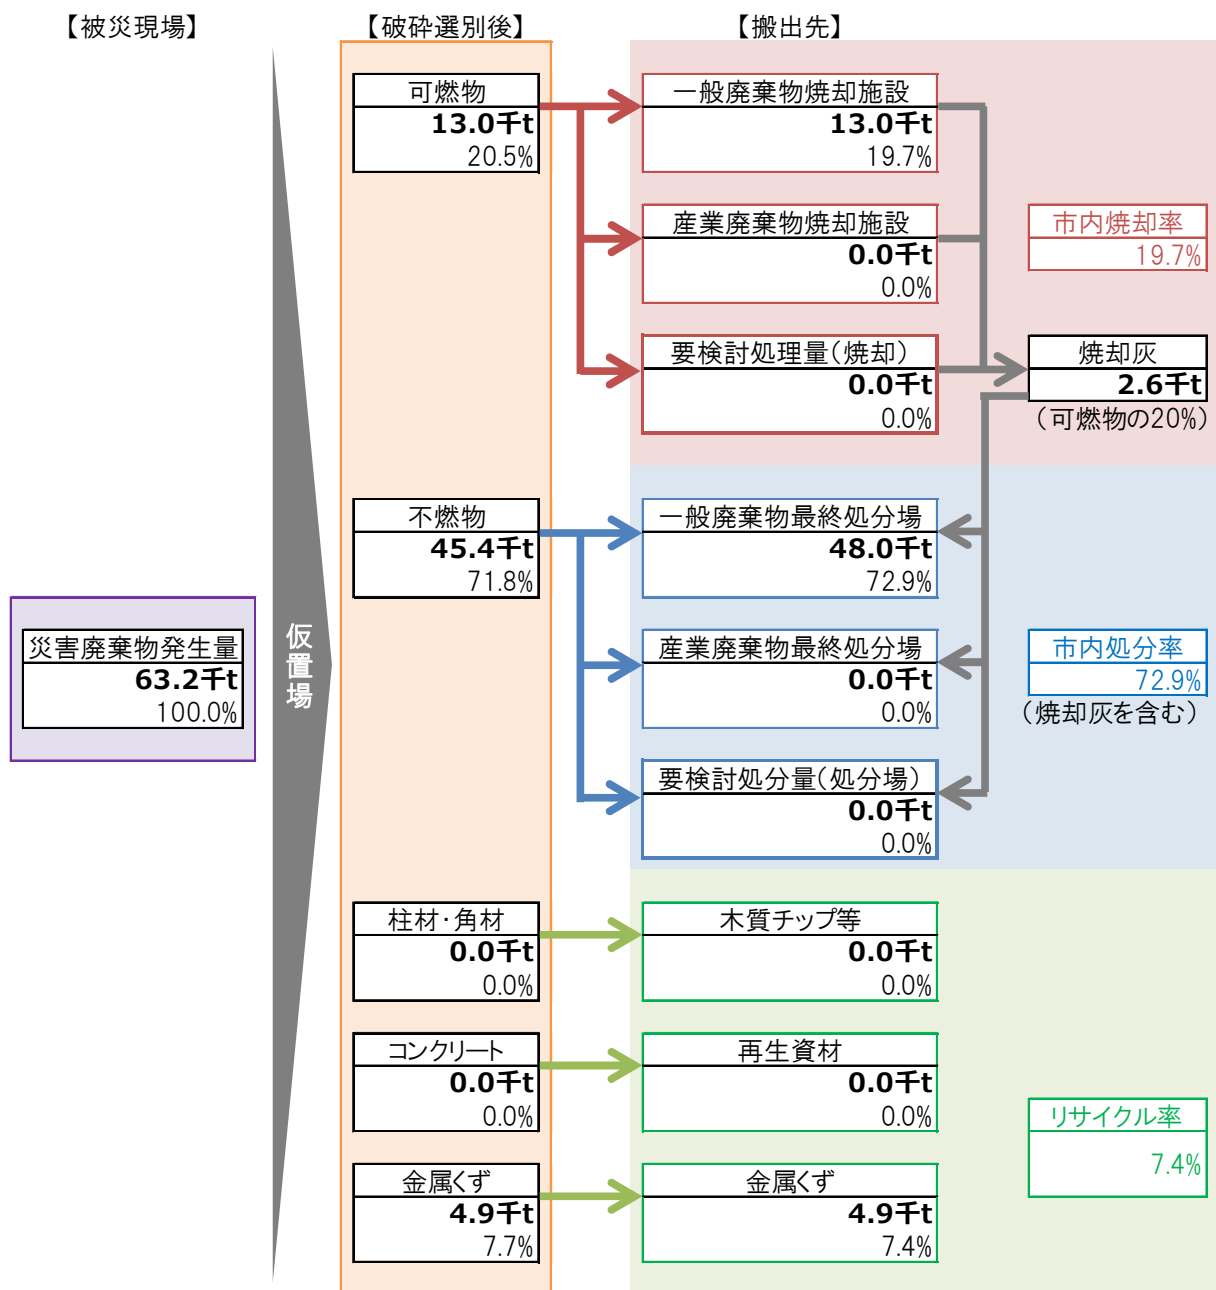 【被災現場】
【破砕選別後】
【搬出先】
災害廃棄物発生量
63.2千t
100.0%
仮置場
可燃物
13.0千t
20.5%
不燃物
45.4千t
71.8%
柱材・角材
0.0千t
0.0%
コンクリート
0.0千t
0.0%
金属くず
4.9千t
7.7%
一般廃棄物焼却施設
13.0千t
19.7%
産業廃棄物焼却施設
0.0千t
0.0%
要検討処理量(焼却)
0.0千t
0.0%
市内焼却率
19.7%
焼却灰
2.6千t
(可燃物の20%)
一般廃棄物最終処分場
48.0千t
72.9%
産業廃棄物最終処分場
0.0千t
0.0%
要検討処分量(処分場)
0.0千t
0.0%
市内処分率
72.9%
(焼却灰を含む)
木質チップ等
0.0千t
0.0%
再生資材
0.0千t
0.0%
金属くず
4.9千t
7.4%
リサイクル率
7.4%